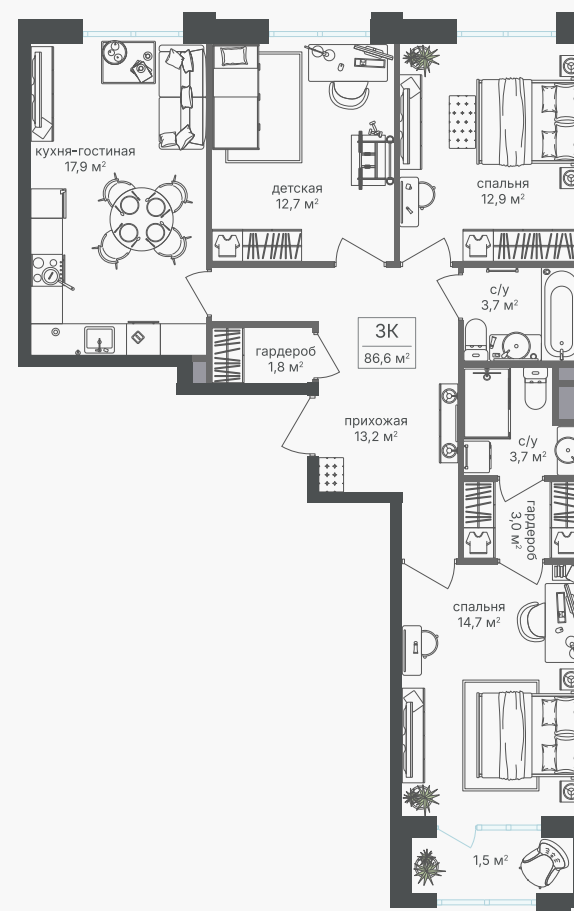 кухня-гостиная
17,9 м²
детская
12,7 м²
спальня
12,9 м²
с/у
3,7 м²
3К
86,6 м²
гардероб
1,8 м²
прихожая
13,2 м²
с/у
3,7 м²
гардероб
3,0 м²
спальня
14,7 м²
1,5 м²